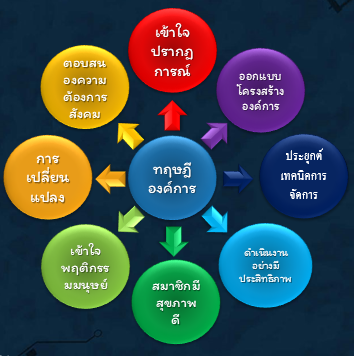 เข้าใจ
ปรากฏ
การณ์
ออกแบบ
โครงสร้าง
องค์การ
ประยุกต์
เทคนิคการ
จัดการ
ดำเนินงาน
อย่างมี
ประสิทธิภาพ
สมาชิกมี
สุขภาพ
ดี
เข้าใจ
พฤติกรร
มมนุษย์
การ
เปลี่ยน
แปลง
ตอบสน
องความ
ต้องการ
สังคม
ทฤษฎี
องค์การ